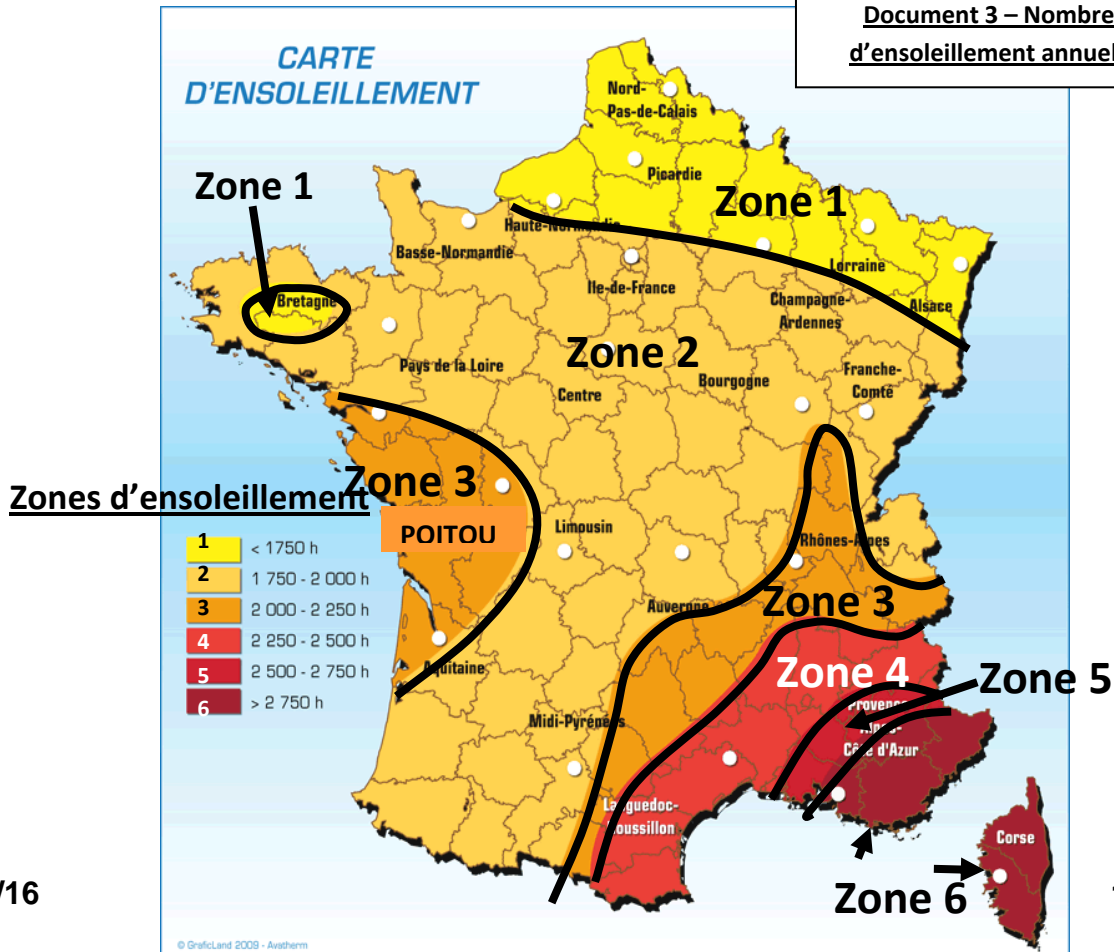 Document 3 – Nombre
d'ensoleillement annuel
CARTE
D'ENSOLEILLEMENT
Nord-
Pas-de-Calais
Picardie
Zone 1
Zone 1
Haute-Normandie
Basse-Normandie
Lorraine
Ile-de-France
Bretagne
Champagne-
Ardennes
Alsace
Zone 2
Pays de la Loire
Bourgogne
Franche-
Comté
Centre
Zone 3
Zones d'ensoleillement
POITOU
Limousin
Rhônes-Alpes
1 < 1750 h
2 1 750 - 2 000 h
3 2 000 - 2 250 h
4 2 250 - 2 500 h
5 2 500 - 2 750 h
6 > 2 750 h
Auvergne
Zone 3
Aquitaine
Zone 4
Zone 5
Provence
Alpes-
Côte d'Azur
Midi-Pyrénées
Languedoc-
Roussillon
Corse
Zone 6
/16
© GraficLand 2009 - Avatherm